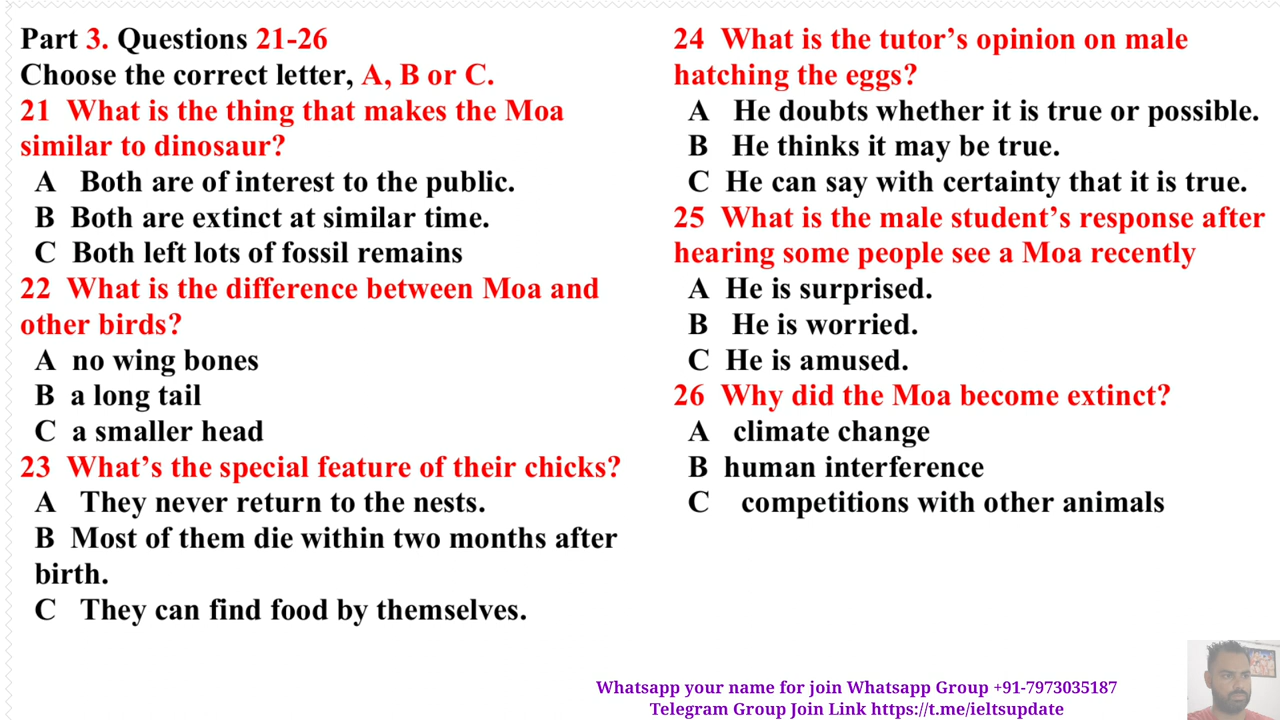 Part 3. Questions 21-26
Choose the correct letter, A, B or C.
21 What is the thing that makes the Moa
similar to dinosaur?
A Both are of interest to the public.
B Both are extinct at similar time.
C Both left lots of fossil remains
22 What is the difference between Moa and
other birds?
A no wing bones
B a long tail
C a smaller head
23 What's the special feature of their chicks?
A They never return to the nests.
B Most of them die within two months after
birth.
C They can find food by themselves.
24 What is the tutor's opinion on male
hatching the eggs?
A He doubts whether it is true or possible.
B He thinks it may be true.
C He can say with certainty that it is true.
25 What is the male student's response after
hearing some people see a Moa recently
A He is surprised.
B He is worried.
C He is amused.
26 Why did the Moa become extinct?
A climate change
B human interference
C competitions with other animals
Whatsapp your name for join Whatsapp Group +91-7973035187
Telegram Group Join Link https://t.me/ieltsupdate